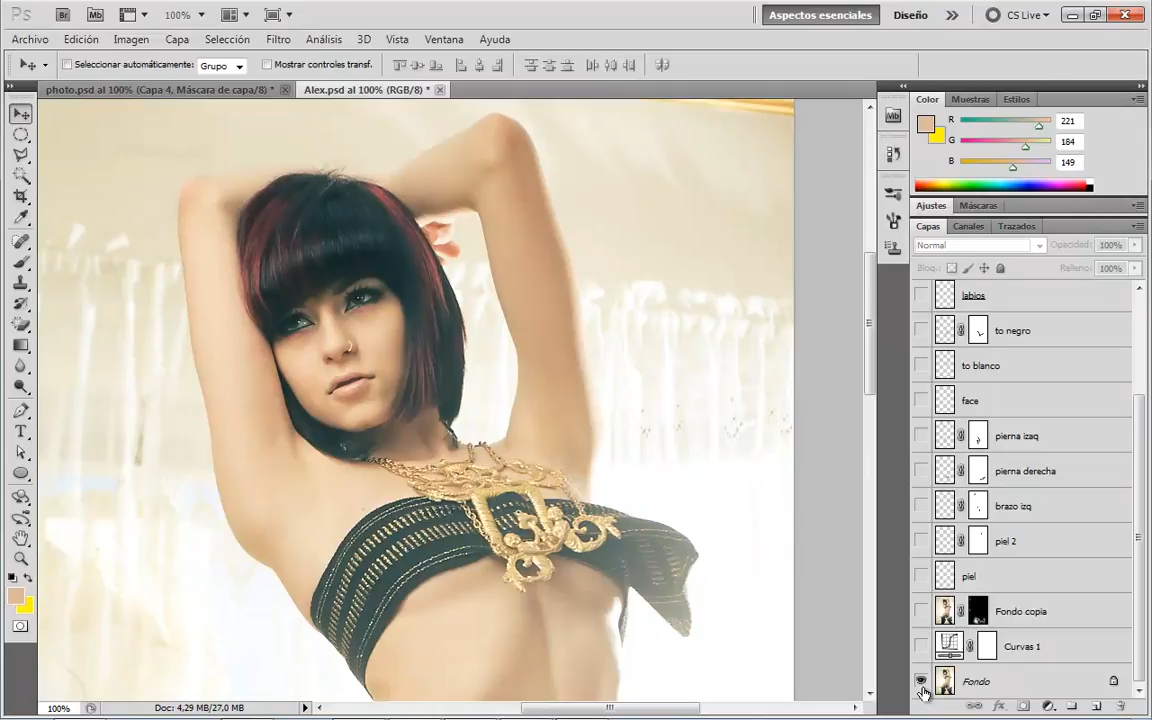 Ps Br Mb 100% Aspectos esenciales Diseño CS Live
Archivo Edición Imagen Capa Selección Filtro Análisis 3D Vista Ventana Ayuda
Seleccionar automáticamente: Grupo Mostrar controles transf.
photo.psd al 100% (Capa 4, Máscara de capa/8) * Alex.psd al 100% (RGB/8) *
Mb
Color Muestras Estilos
R 221
G 184
B 149
Ajustes Máscaras
Capas Canales Trazados
Normal Opacidad: 100%
Bloq.: Relleno: 100%
labios
to negro
to blanco
face
pierna izaq
pierna derecha
brazo izq
piel 2
piel
Fondo copia
Curvas 1
Fondo
T
100% Doc: 4,29 MB/27,0 MB